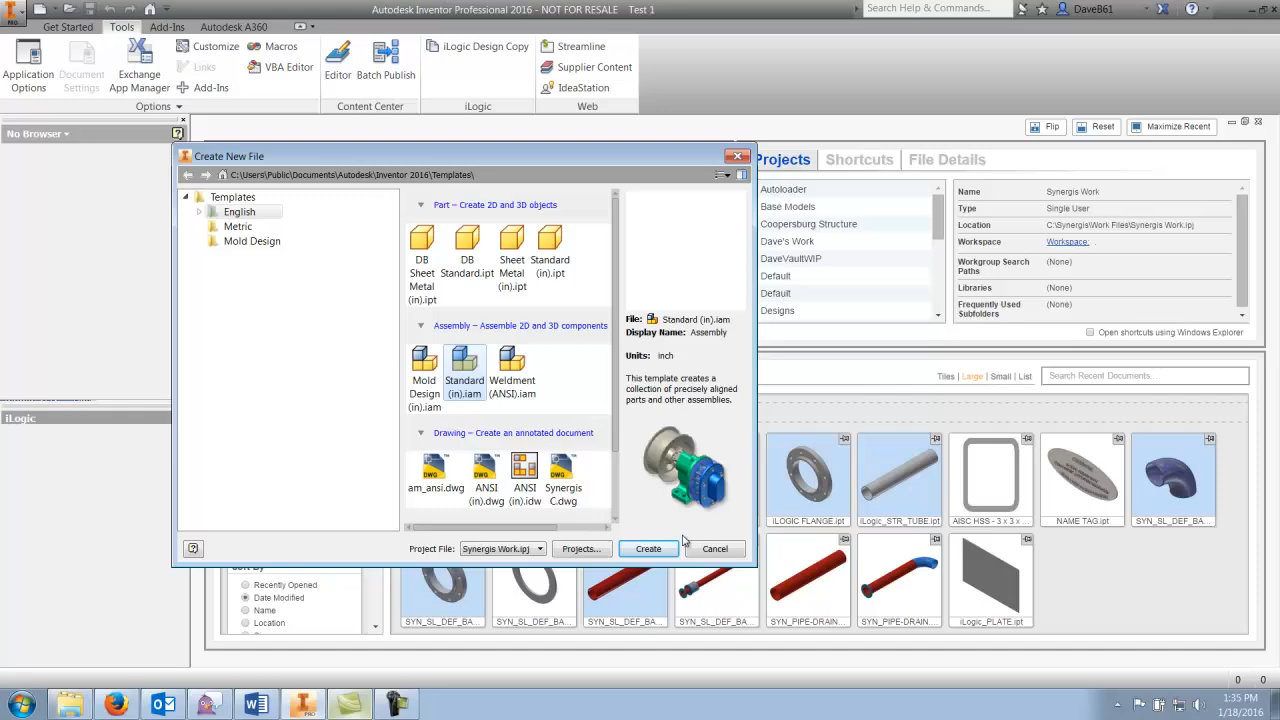 Autodesk Inventor Professional 2016 - NOT FOR RESALE   Test 1
Search Help & Commands...
DaveB61
PRO
Get Started
Tools
Add-Ins
Autodesk A360
Application Options
Document Settings
Exchange App Manager
Customize
Links
Add-Ins
Macros
VBA Editor
Editor
Batch Publish
iLogic Design Copy
Streamline
Supplier Content
IdeaStation
Options
Content Center
iLogic
Web
No Browser
iLogic
Flip
Reset
Maximize Recent
Create New File
C:\Users\Public\Documents\Autodesk\Inventor 2016\Templates\
Templates
English
Metric
Mold Design
Part – Create 2D and 3D objects
DB Sheet Metal (in).ipt
DB Standard.ipt
Sheet Metal (in).ipt
Standard (in).ipt
Assembly – Assemble 2D and 3D components
Mold Design (in).iam
Standard (in).iam
Weldment (ANSI).iam
Drawing – Create an annotated document
am_ansi.dwg
ANSI (in).dwg
ANSI (in).idw
Synergis C.dwg
File: Standard (in).iam
Display Name: Assembly
Units: inch
This template creates a
collection of precisely aligned
parts and other assemblies.
Project File:
Synergis Work.ipj
Projects...
Create
Cancel
Projects
Shortcuts
File Details
Autoloader
Base Models
Coopersburg Structure
Dave's Work
DaveVaultWIP
Default
Default
Designs
Name Synergis Work
Type Single User
Location C:\Synergis\Work Files\Synergis Work.ipj
Workspace Workspace: .
Workgroup Search Paths (None)
Libraries (None)
Frequently Used Subfolders (None)
Open shortcuts using Windows Explorer
Tiles | Large | Small | List
Search Recent Documents...
iLOGIC FLANGE.ipt
iLogic_STR_TUBE.ipt
AISC HSS - 3 x 3 x ...
NAME TAG.ipt
SYN_SL_DEF_BA...
Sort By
Recently Opened
Date Modified
Name
Location
SYN_SL_DEF_BA...
SYN_SL_DEF_BA...
SYN_SL_DEF_BA...
SYN_SL_DEF_BA...
SYN_PIPE-DRAIN...
SYN_PIPE-DRAIN...
iLogic_PLATE.ipt
0 0
1:35 PM
1/18/2016